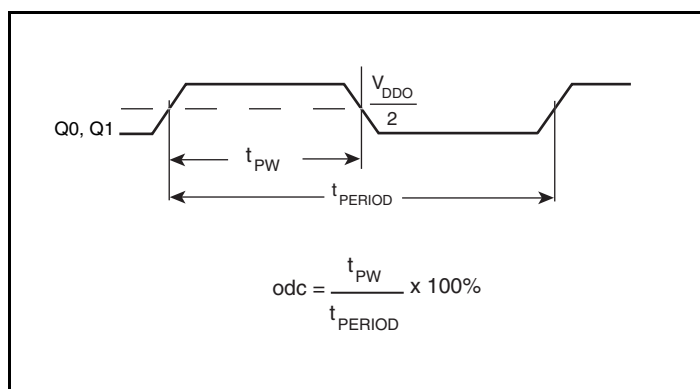 V_DDO
2
Q0, Q1
t_PW
t_PERIOD
odc = t_PW / t_PERIOD x 100%